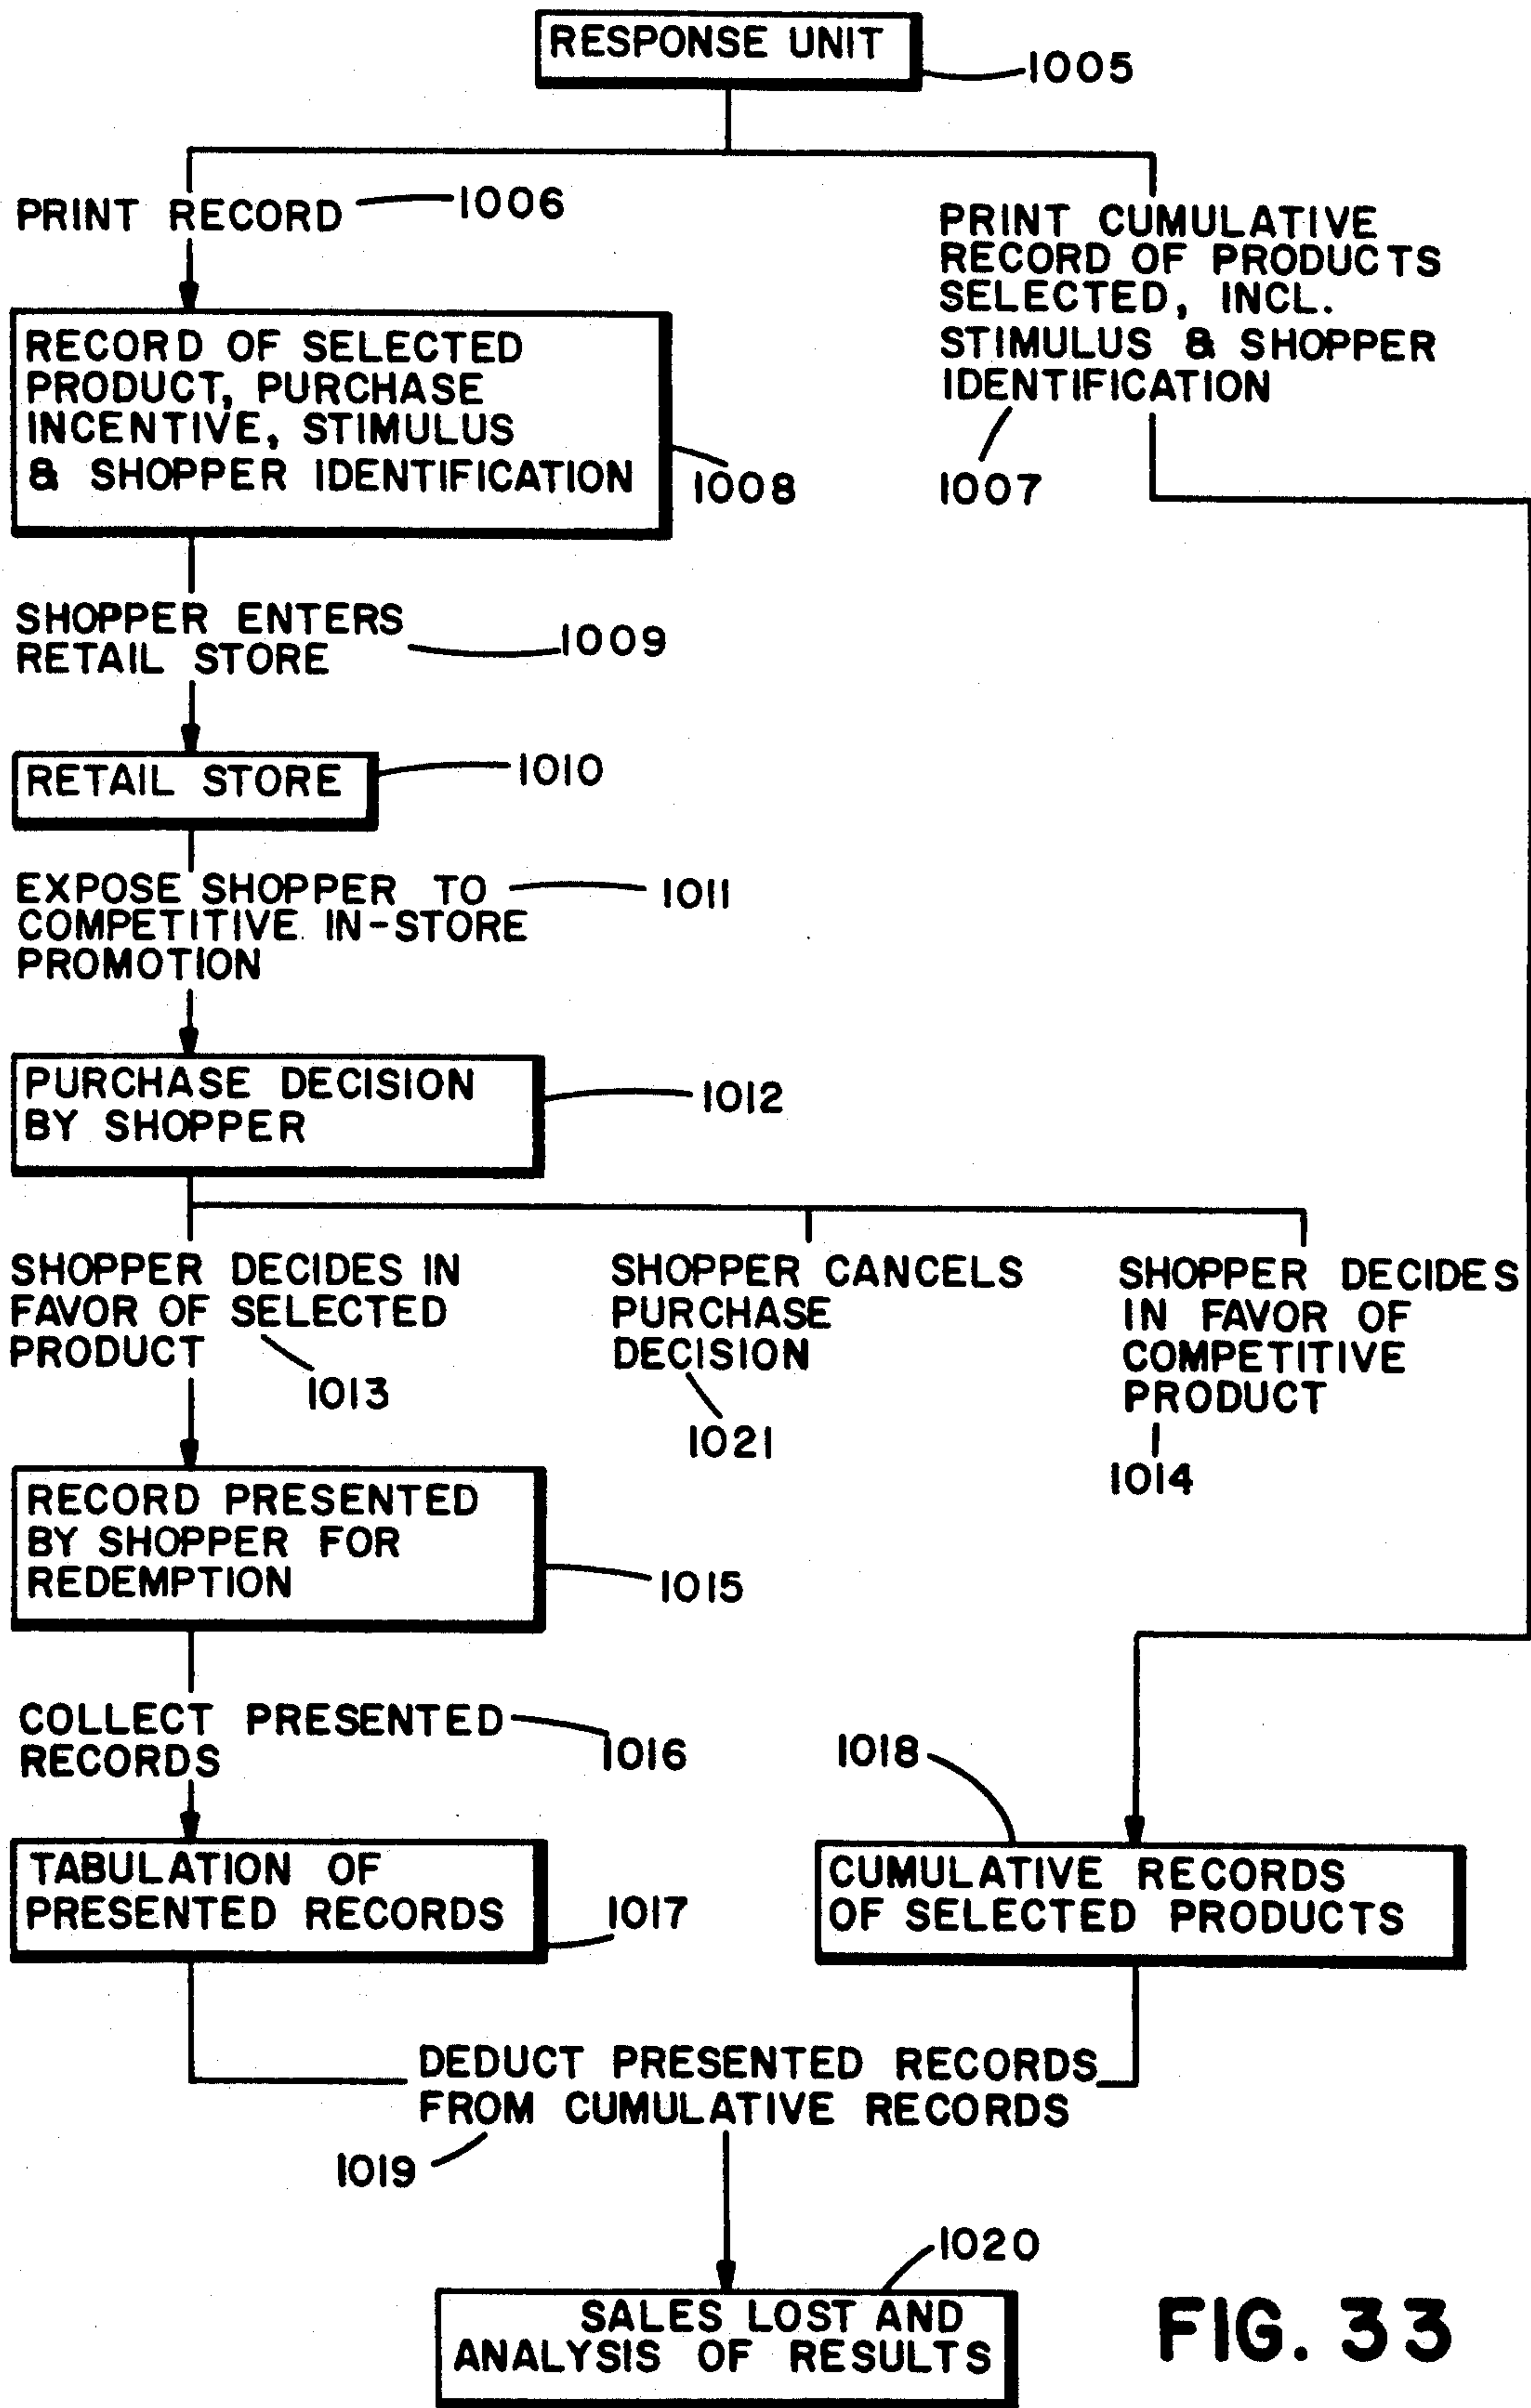 RESPONSE UNIT
1005
PRINT RECORD
1006
PRINT CUMULATIVE
RECORD OF PRODUCTS
SELECTED, INCL.
STIMULUS & SHOPPER
IDENTIFICATION
1007
RECORD OF SELECTED
PRODUCT, PURCHASE
INCENTIVE, STIMULUS
& SHOPPER IDENTIFICATION
1008
SHOPPER ENTERS
RETAIL STORE
1009
RETAIL STORE
1010
EXPOSE SHOPPER TO
COMPETITIVE IN-STORE
PROMOTION
1011
PURCHASE DECISION
BY SHOPPER
1012
SHOPPER DECIDES IN
FAVOR OF SELECTED
PRODUCT
1013
SHOPPER CANCELS
PURCHASE
DECISION
1021
SHOPPER DECIDES
IN FAVOR OF
COMPETITIVE
PRODUCT
1014
RECORD PRESENTED
BY SHOPPER FOR
REDEMPTION
1015
COLLECT PRESENTED
RECORDS
1016
1018
TABULATION OF
PRESENTED RECORDS
1017
CUMULATIVE RECORDS
OF SELECTED PRODUCTS
DEDUCT PRESENTED RECORDS
FROM CUMULATIVE RECORDS
1019
1020
SALES LOST AND
ANALYSIS OF RESULTS
FIG. 33